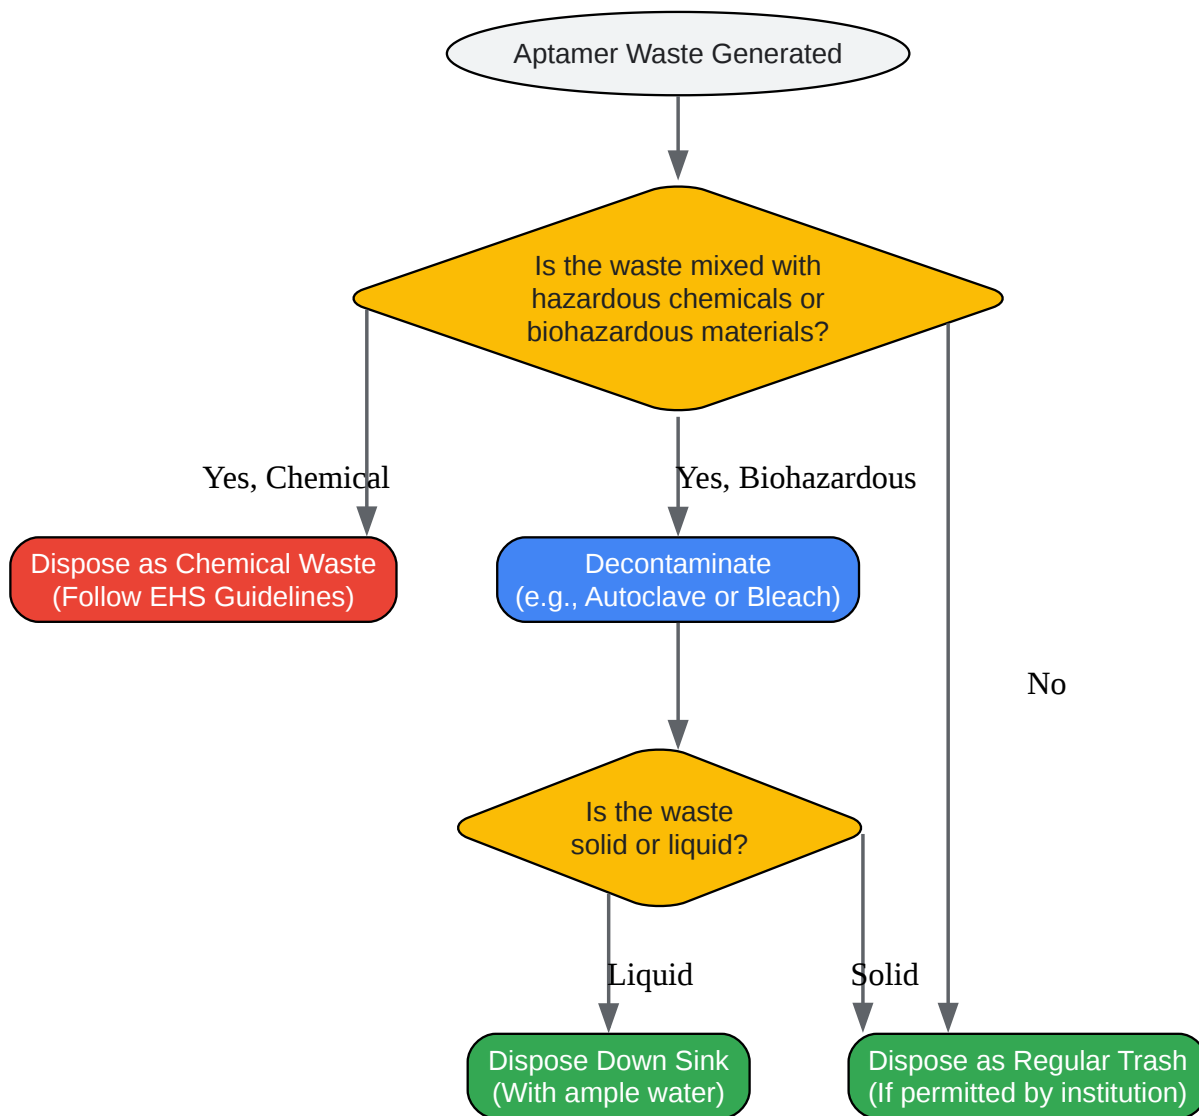 Aptamer Waste Generated
Is the waste mixed with
hazardous chemicals or
biohazardous materials?
Yes, Chemical
Yes, Biohazardous
Dispose as Chemical Waste
(Follow EHS Guidelines)
Decontaminate
(e.g., Autoclave or Bleach)
No
Is the waste
solid or liquid?
Liquid
Solid
Dispose Down Sink
(With ample water)
Dispose as Regular Trash
(If permitted by institution)